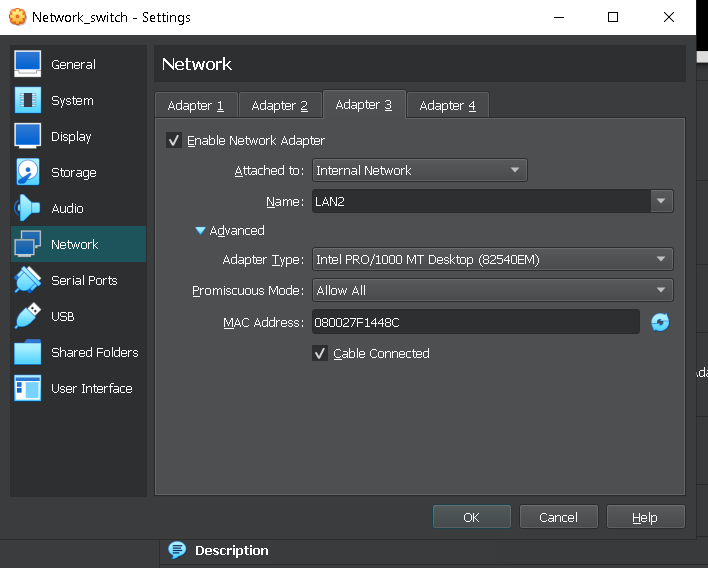 Network_switch - Settings
General
System
Display
Storage
Audio
Network
Serial Ports
USB
Shared Folders
User Interface
Network
Adapter 1
Adapter 2
Adapter 3
Adapter 4
Enable Network Adapter
Attached to: Internal Network
Name: LAN2
Advanced
Adapter Type: Intel PRO/1000 MT Desktop (82540EM)
Promiscuous Mode: Allow All
MAC Address: 080027F1448C
Cable Connected
OK
Cancel
Help
Description